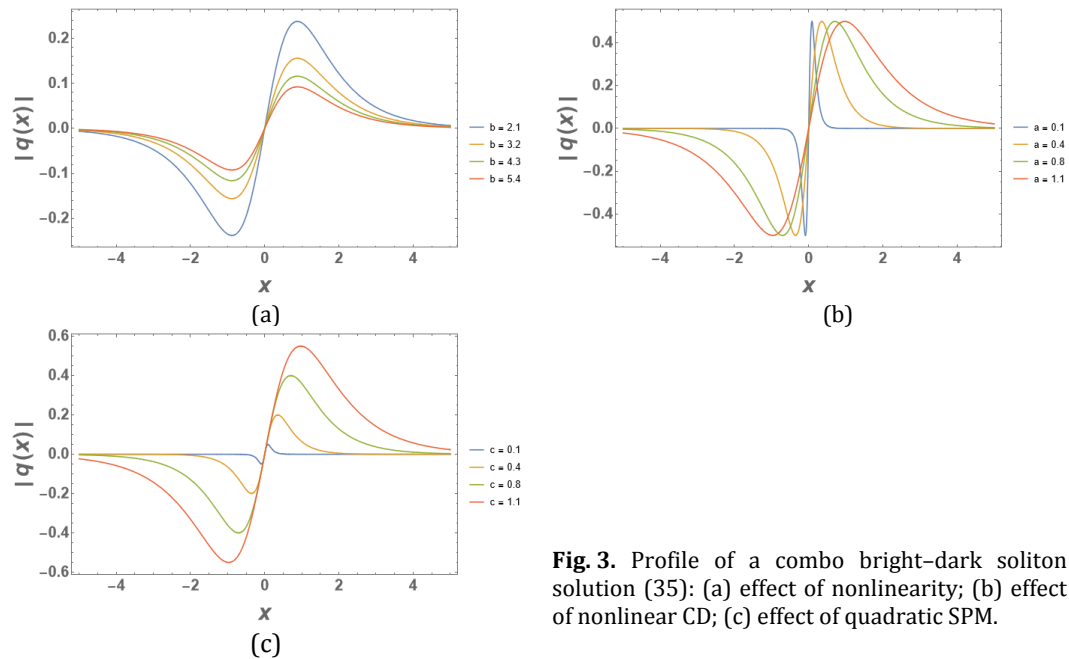 0.2
0.1
0.0
−0.1
−0.2
| q(x) |
−4
−2
0
2
4
x
b = 2.1
b = 3.2
b = 4.3
b = 5.4
(a)
0.4
0.2
0.0
−0.2
−0.4
| q(x) |
−4
−2
0
2
4
x
a = 0.1
a = 0.4
a = 0.8
a = 1.1
(b)
0.6
0.4
0.2
0.0
−0.2
−0.4
−0.6
| q(x) |
−4
−2
0
2
4
x
c = 0.1
c = 0.4
c = 0.8
c = 1.1
(c)
Fig. 3. Profile of a combo bright–dark soliton
solution (35): (a) effect of nonlinearity; (b) effect
of nonlinear CD; (c) effect of quadratic SPM.